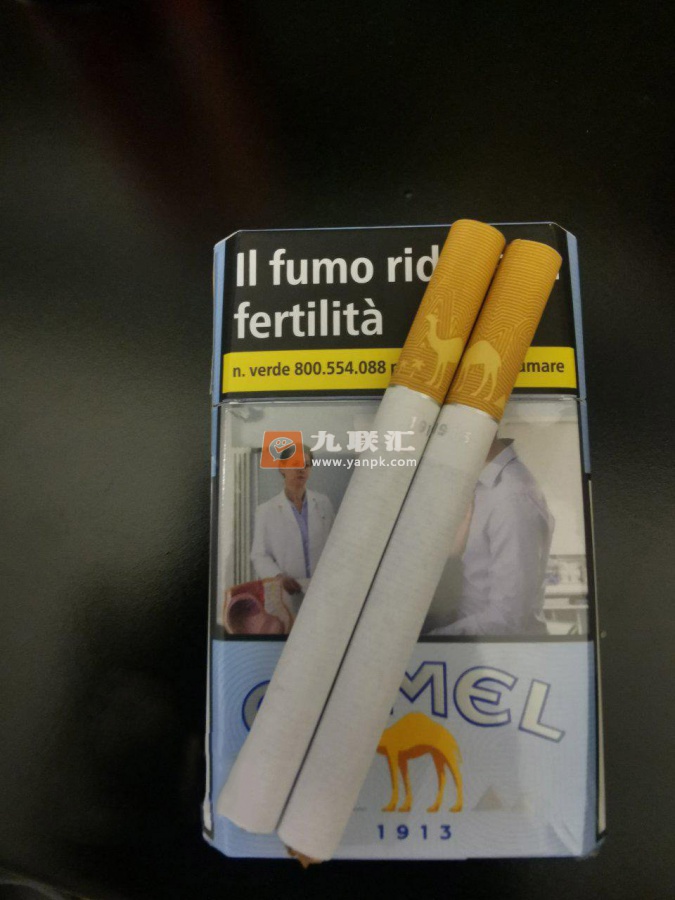 Il fumo rid
fertilità
n. verde 800.554.088
umare
九联汇
www.yanpk.com
MEL
1913